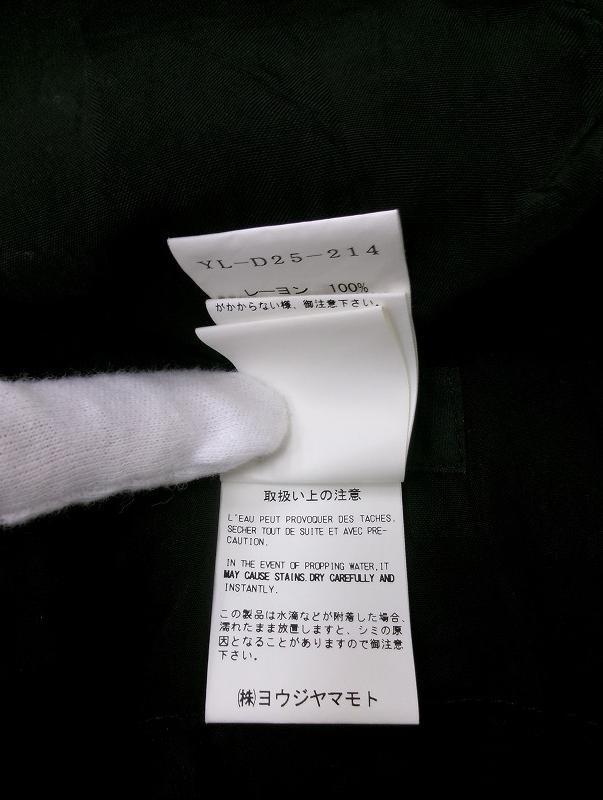 YL-D25-214
レーヨン 100%
がかからない様、御注意下さい。
取扱い上の注意
L'EAU PEUT PROVOQUER DES TACHES.
SECHER TOUT DE SUITE ET AVEC PRE-
CAUTION.
IN THE EVENT OF PROPPING WATER,IT
MAY CAUSE STAINS.DRY CAREFULLY AND
INSTANTLY.
この製品は水滴などが附着した場合、
濡れたまま放置しますと、シミの原
因となることがありますので御注意
下さい。
㈱ヨウジヤマモト